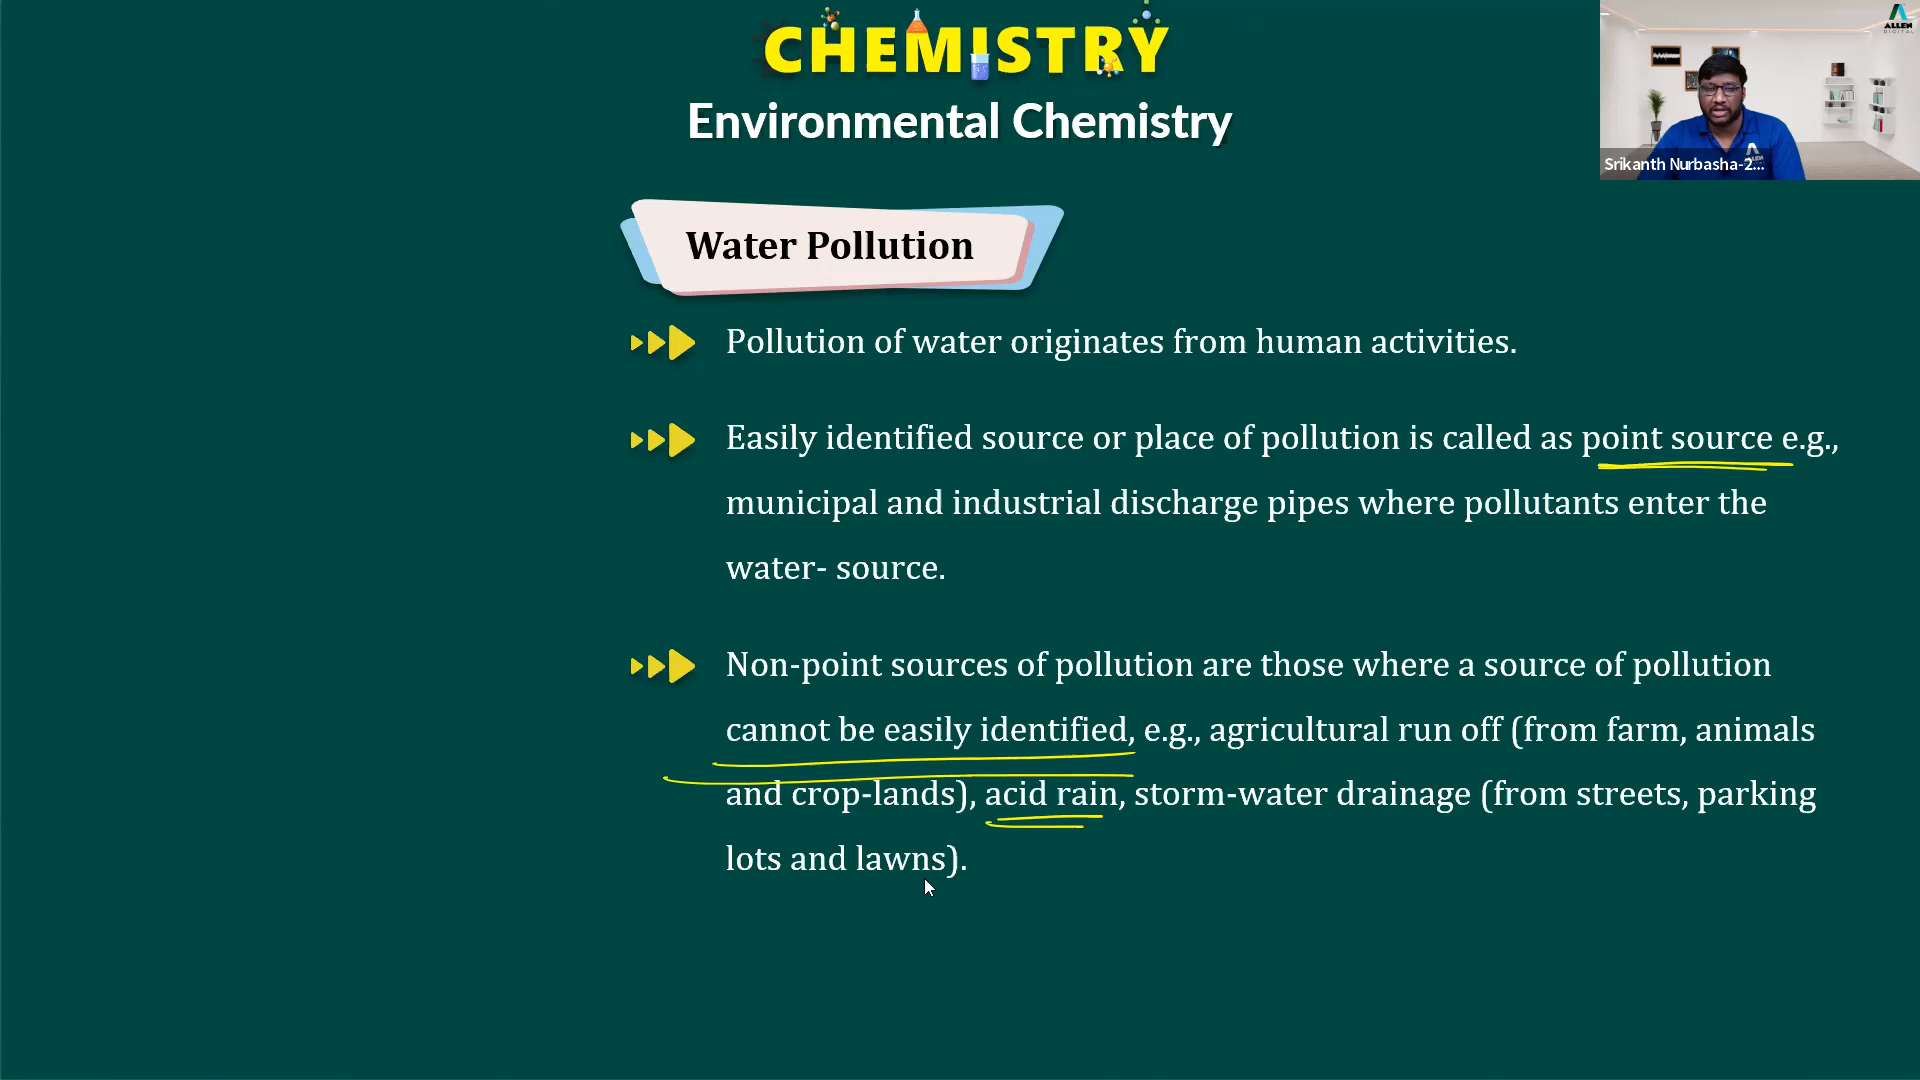 CHEMISTRY
Environmental Chemistry
ALLEN
DIGITAL
Srikanth Nurbasha-2...
Water Pollution
Pollution of water originates from human activities.
Easily identified source or place of pollution is called as point source e.g.,
municipal and industrial discharge pipes where pollutants enter the
water- source.
Non-point sources of pollution are those where a source of pollution
cannot be easily identified, e.g., agricultural run off (from farm, animals
and crop-lands), acid rain, storm-water drainage (from streets, parking
lots and lawns).